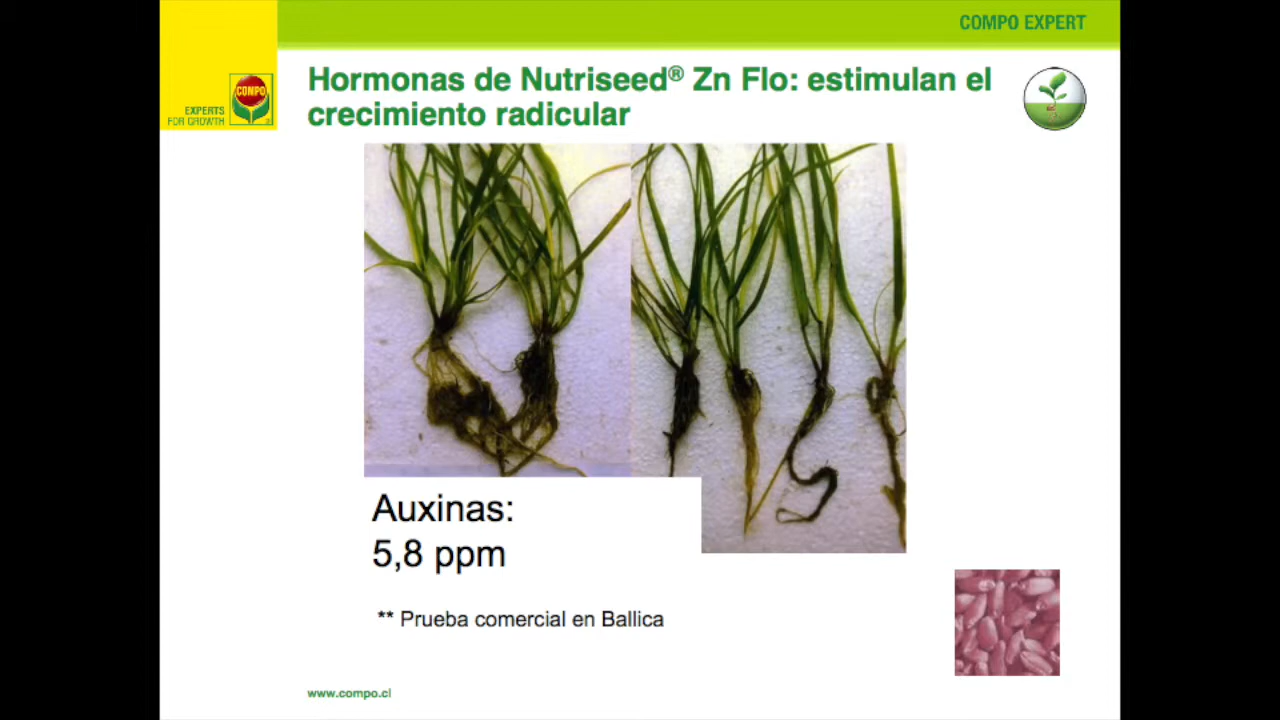 COMPO EXPERT
COMPO
EXPERTS
FOR GROWTH
Hormonas de Nutriseed® Zn Flo: estimulan el
crecimiento radicular
Auxinas:
5,8 ppm
** Prueba comercial en Ballica
www.compo.cl